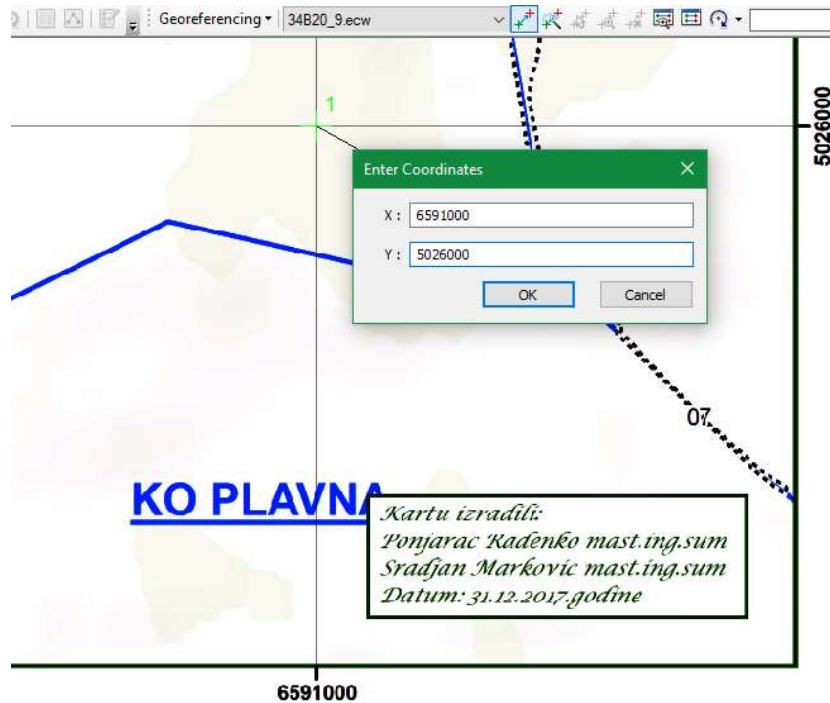 Georeferencing
34B20_9.ecw
1
5026000
Enter Coordinates
X :
6591000
Y :
5026000
OK
Cancel
07
KO PLAVNA
Kartu izradili:
Ponjarac Radenko mast.ing.sum
Sradjan Markovic mast.ing.sum
Datum: 31.12.2017.godine
6591000